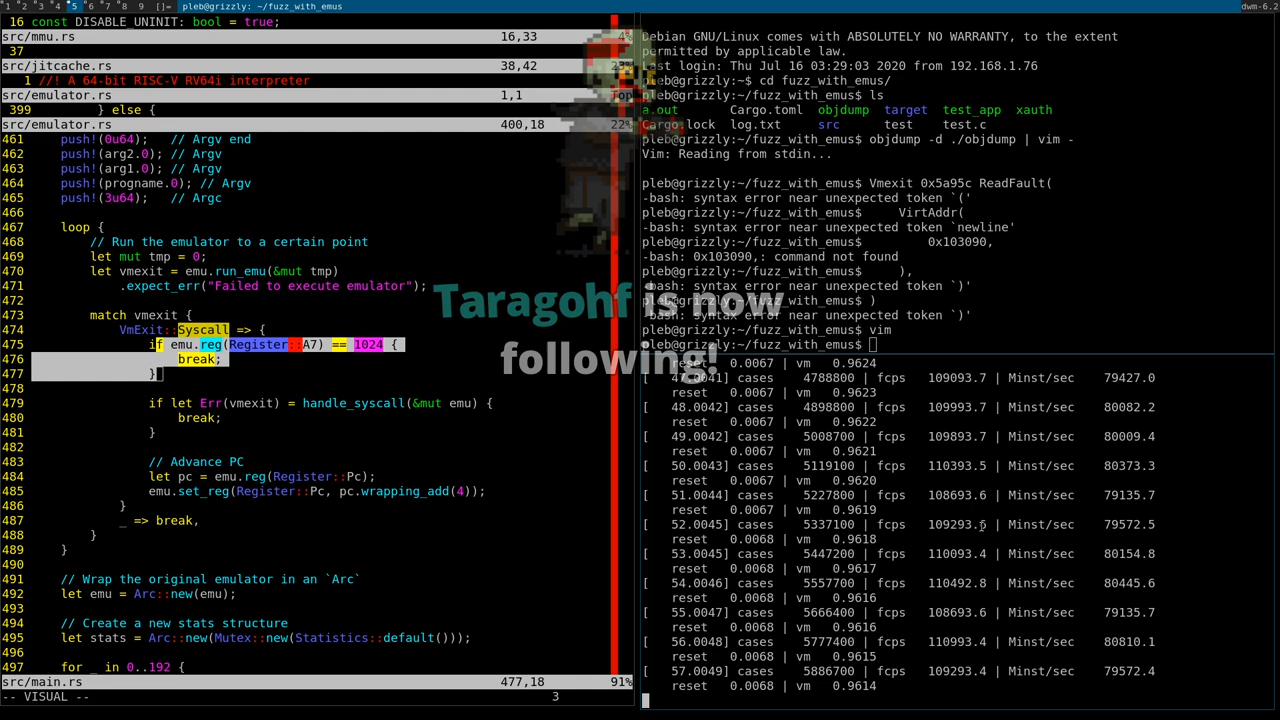 1 2 3 4 5 6 7 8 9 []= pleb@grizzly: ~/fuzz_with_emus dwm-6.2
16 const DISABLE_UNINIT: bool = true;
src/mmu.rs 16,33 4%
37
src/jitcache.rs 38,42 23%
1 //! A 64-bit RISC-V RV64i interpreter
src/emulator.rs 1,1 Top
399 } else {
src/emulator.rs 400,18 22%
461 push!(0u64); // Argv end
462 push!(arg2.0); // Argv
463 push!(arg1.0); // Argv
464 push!(progname.0); // Argv
465 push!(3u64); // Argc
466
467 loop {
468 // Run the emulator to a certain point
469 let mut tmp = 0;
470 let vmexit = emu.run_emu(&mut tmp)
471 .expect_err("Failed to execute emulator");
472
473 match vmexit {
474 VmExit::Syscall => {
475 if emu.reg(Register::A7) == 1024 {
476 break;
477 }
478
479 if let Err(vmexit) = handle_syscall(&mut emu) {
480 break;
481 }
482
483 // Advance PC
484 let pc = emu.reg(Register::Pc);
485 emu.set_reg(Register::Pc, pc.wrapping_add(4));
486 }
487 _ => break,
488 }
489 }
490
491 // Wrap the original emulator in an `Arc`
492 let emu = Arc::new(emu);
493
494 // Create a new stats structure
495 let stats = Arc::new(Mutex::new(Statistics::default()));
496
497 for _ in 0..192 {
src/main.rs 477,18 91%
-- VISUAL -- 3
Debian GNU/Linux comes with ABSOLUTELY NO WARRANTY, to the extent
permitted by applicable law.
Last login: Thu Jul 16 03:29:03 2020 from 192.168.1.76
pleb@grizzly:~$ cd fuzz_with_emus/
pleb@grizzly:~/fuzz_with_emus$ ls
a.out Cargo.toml objdump target test_app xauth
Cargo.lock log.txt src test test.c
pleb@grizzly:~/fuzz_with_emus$ objdump -d ./objdump | vim -
Vim: Reading from stdin...

pleb@grizzly:~/fuzz_with_emus$ Vmexit 0x5a95c ReadFault(
-bash: syntax error near unexpected token `('
pleb@grizzly:~/fuzz_with_emus$ VirtAddr(
-bash: syntax error near unexpected token `newline'
pleb@grizzly:~/fuzz_with_emus$ 0x103090,
-bash: 0x103090,: command not found
pleb@grizzly:~/fuzz_with_emus$ ),
-bash: syntax error near unexpected token `)'
pleb@grizzly:~/fuzz_with_emus$ )
-bash: syntax error near unexpected token `)'
pleb@grizzly:~/fuzz_with_emus$ vim
pleb@grizzly:~/fuzz_with_emus$
Taragohf is now
following!
reset 0.0067 | vm 0.9624
[ 47.0041] cases 4788800 | fcps 109093.7 | Minst/sec 79427.0
reset 0.0067 | vm 0.9623
[ 48.0042] cases 4898800 | fcps 109993.7 | Minst/sec 80082.2
reset 0.0067 | vm 0.9622
[ 49.0042] cases 5008700 | fcps 109893.7 | Minst/sec 80009.4
reset 0.0067 | vm 0.9621
[ 50.0043] cases 5119100 | fcps 110393.5 | Minst/sec 80373.3
reset 0.0067 | vm 0.9620
[ 51.0044] cases 5227800 | fcps 108693.6 | Minst/sec 79135.7
reset 0.0067 | vm 0.9619
[ 52.0045] cases 5337100 | fcps 109293.6 | Minst/sec 79572.5
reset 0.0068 | vm 0.9618
[ 53.0045] cases 5447200 | fcps 110093.4 | Minst/sec 80154.8
reset 0.0068 | vm 0.9617
[ 54.0046] cases 5557700 | fcps 110492.8 | Minst/sec 80445.6
reset 0.0068 | vm 0.9616
[ 55.0047] cases 5666400 | fcps 108693.6 | Minst/sec 79135.7
reset 0.0068 | vm 0.9616
[ 56.0048] cases 5777400 | fcps 110993.4 | Minst/sec 80810.1
reset 0.0068 | vm 0.9615
[ 57.0049] cases 5886700 | fcps 109293.4 | Minst/sec 79572.4
reset 0.0068 | vm 0.9614